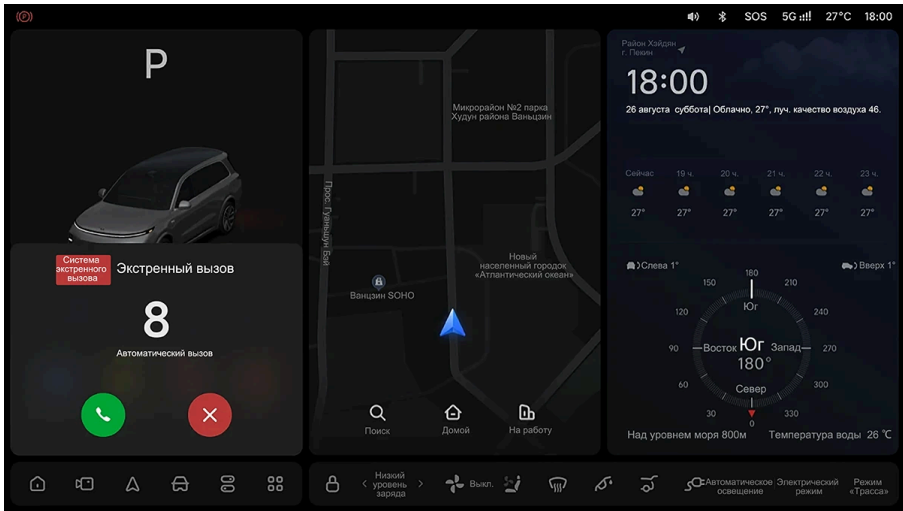 SOS 5G 27°C 18:00
P
Система
экстренного
вызова
Экстренный вызов
8
Автоматический вызов
Микрорайон №2 парка
Худун района Ваньцзин
Прос. Гуаньшун Бэй
Новый
населенный городок
«Атлантический океан»
Ванцзин SOHO
Поиск
Домой
На работу
Район Хэйдян
г. Пекин
18:00
26 августа суббота| Облачно, 27°, луч. качество воздуха 46.
Сейчас 19 ч. 20 ч. 21 ч. 22 ч. 23 ч.
27° 27° 27° 27° 27° 27°
Слева 1°
Вверх 1°
180
150 210
Юг
120 240
90 Восток Юг Запад 270
180°
60 300
Север
30 330
0
Над уровнем моря 800м Температура воды 26 ℃
Низкий
уровень
заряда
Выкл.
Автоматическое
освещение
Электрический
режим
Режим
«Трасса»